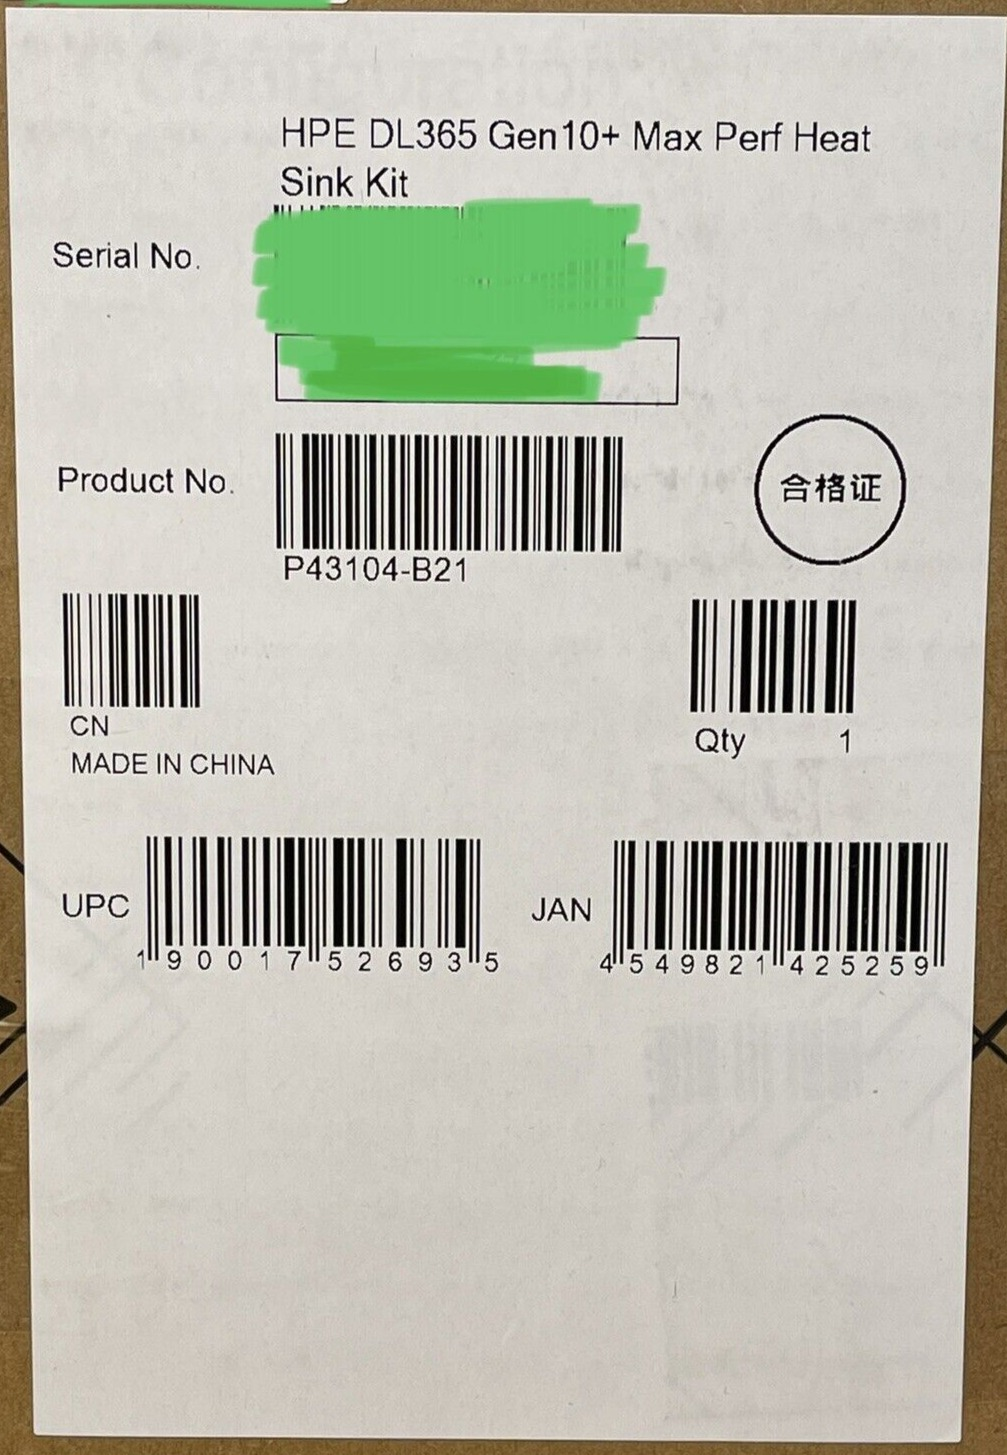 HPE DL365 Gen10+ Max Perf Heat
Sink Kit
Serial No.
Product No.
P43104-B21
合格证
CN
MADE IN CHINA
Qty 1
UPC
1 90017 52693 5
JAN
4 549821 425259